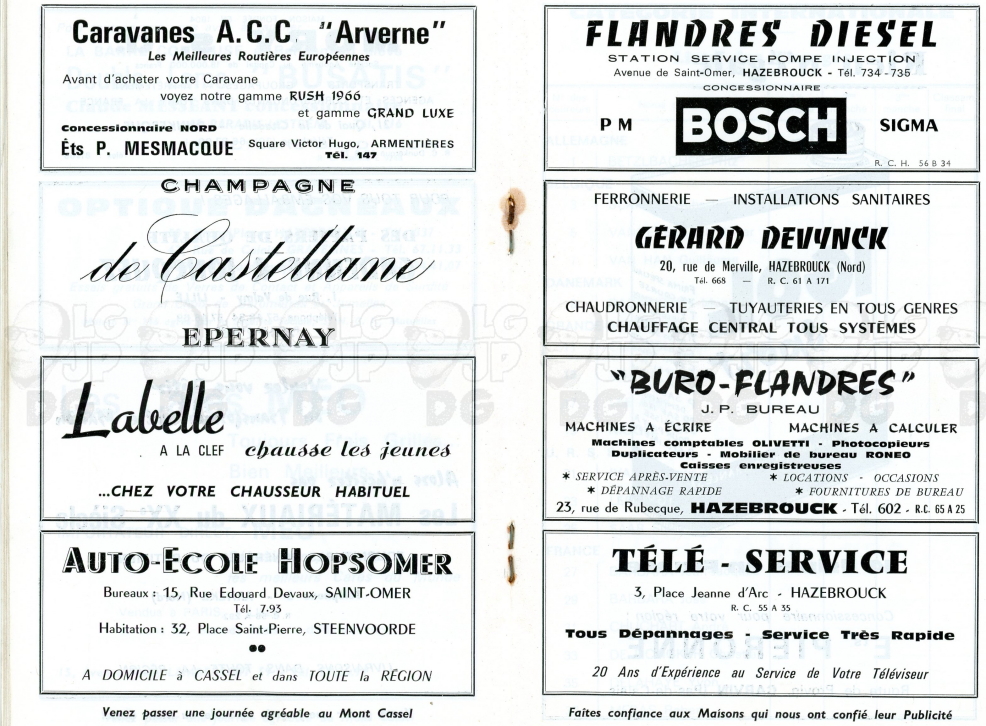 Caravanes A.C.C. "Arverne"
Les Meilleures Routières Européennes
Avant d'acheter votre Caravane
voyez notre gamme RUSH 1966
et gamme GRAND LUXE
Concessionnaire NORD
Éts P. MESMACQUE Square Victor Hugo, ARMENTIÈRES
Tél. 147
CHAMPAGNE
de Castellane
EPERNAY
Labelle
A LA CLEF chausse les jeunes
...CHEZ VOTRE CHAUSSEUR HABITUEL
AUTO-ECOLE HOPSOMER
Bureaux : 15, Rue Edouard Devaux, SAINT-OMER
Tél. 7.93
Habitation : 32, Place Saint-Pierre, STEENVOORDE
A DOMICILE à CASSEL et dans TOUTE la RÉGION
Venez passer une journée agréable au Mont Cassel
FLANDRES DIESEL
STATION SERVICE POMPE INJECTION
Avenue de Saint-Omer, HAZEBROUCK - Tél. 734-735
CONCESSIONNAIRE
PM BOSCH SIGMA
R. C. H. 56 B 34
FERRONNERIE — INSTALLATIONS SANITAIRES
GÉRARD DEVYNCK
20, rue de Merville, HAZEBROUCK (Nord)
Tél. 668 — R. C. 61 A 171
CHAUDRONNERIE - TUYAUTERIES EN TOUS GENRES
CHAUFFAGE CENTRAL TOUS SYSTÈMES
"BURO-FLANDRES"
J.P. BUREAU
MACHINES A ÉCRIRE MACHINES A CALCULER
Machines comptables OLIVETTI - Photocopieurs
Duplicateurs - Mobilier de bureau RONEO
Caisses enregistreuses
* SERVICE APRÈS-VENTE * LOCATIONS - OCCASIONS
* DÉPANNAGE RAPIDE * FOURNITURES DE BUREAU
23, rue de Rubecque, HAZEBROUCK - Tél. 602 - R.C. 65 A 25
TÉLÉ - SERVICE
3, Place Jeanne d'Arc - HAZEBROUCK
R. C. 55 A 35
Tous Dépannages - Service Très Rapide
20 Ans d'Expérience au Service de Votre Téléviseur
Faites confiance aux Maisons qui nous ont confié leur Publicité